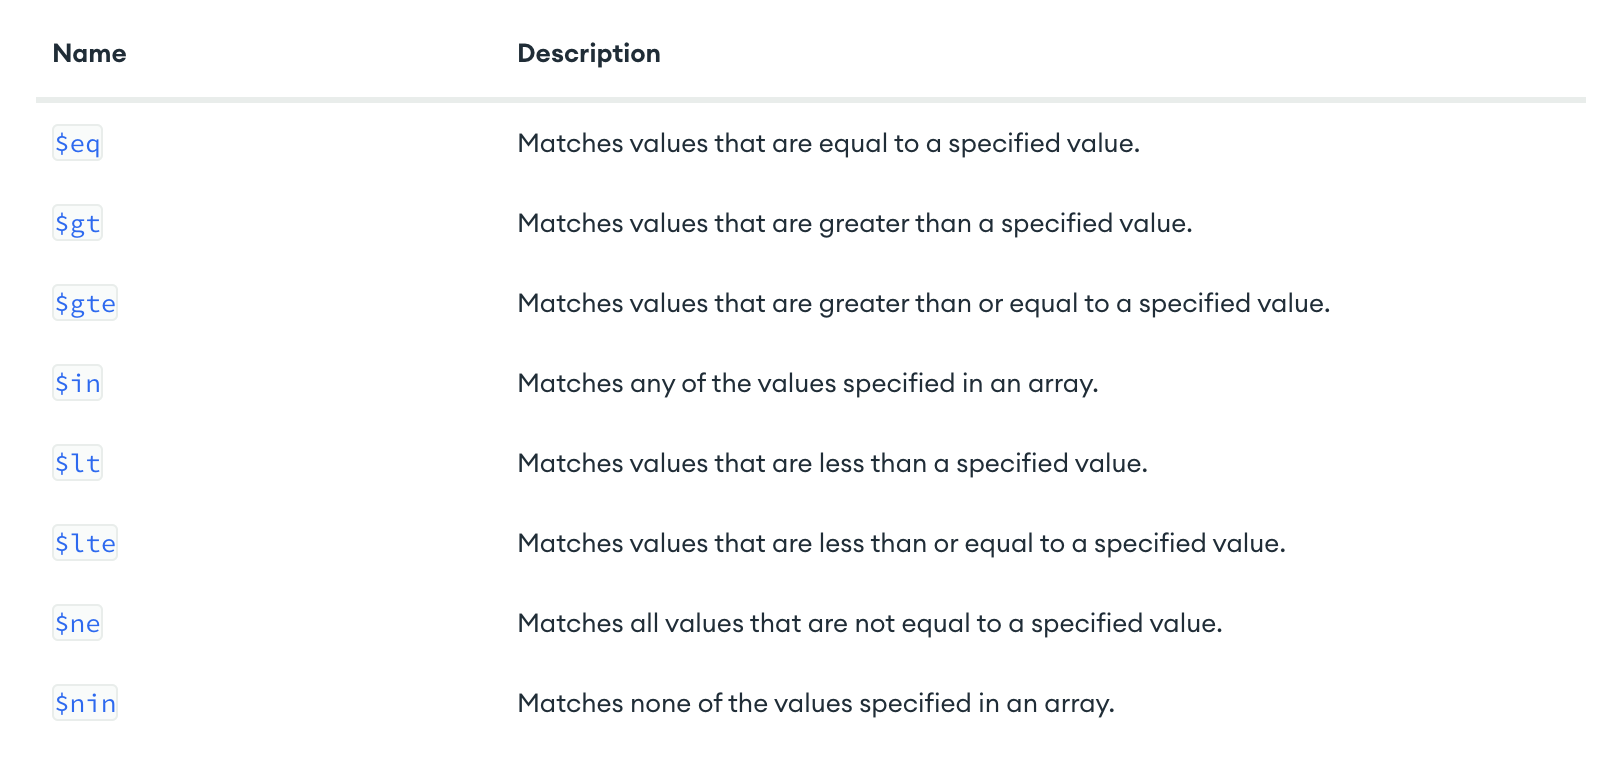 Name Description
$eq Matches values that are equal to a specified value.
$gt Matches values that are greater than a specified value.
$gte Matches values that are greater than or equal to a specified value.
$in Matches any of the values specified in an array.
$lt Matches values that are less than a specified value.
$lte Matches values that are less than or equal to a specified value.
$ne Matches all values that are not equal to a specified value.
$nin Matches none of the values specified in an array.